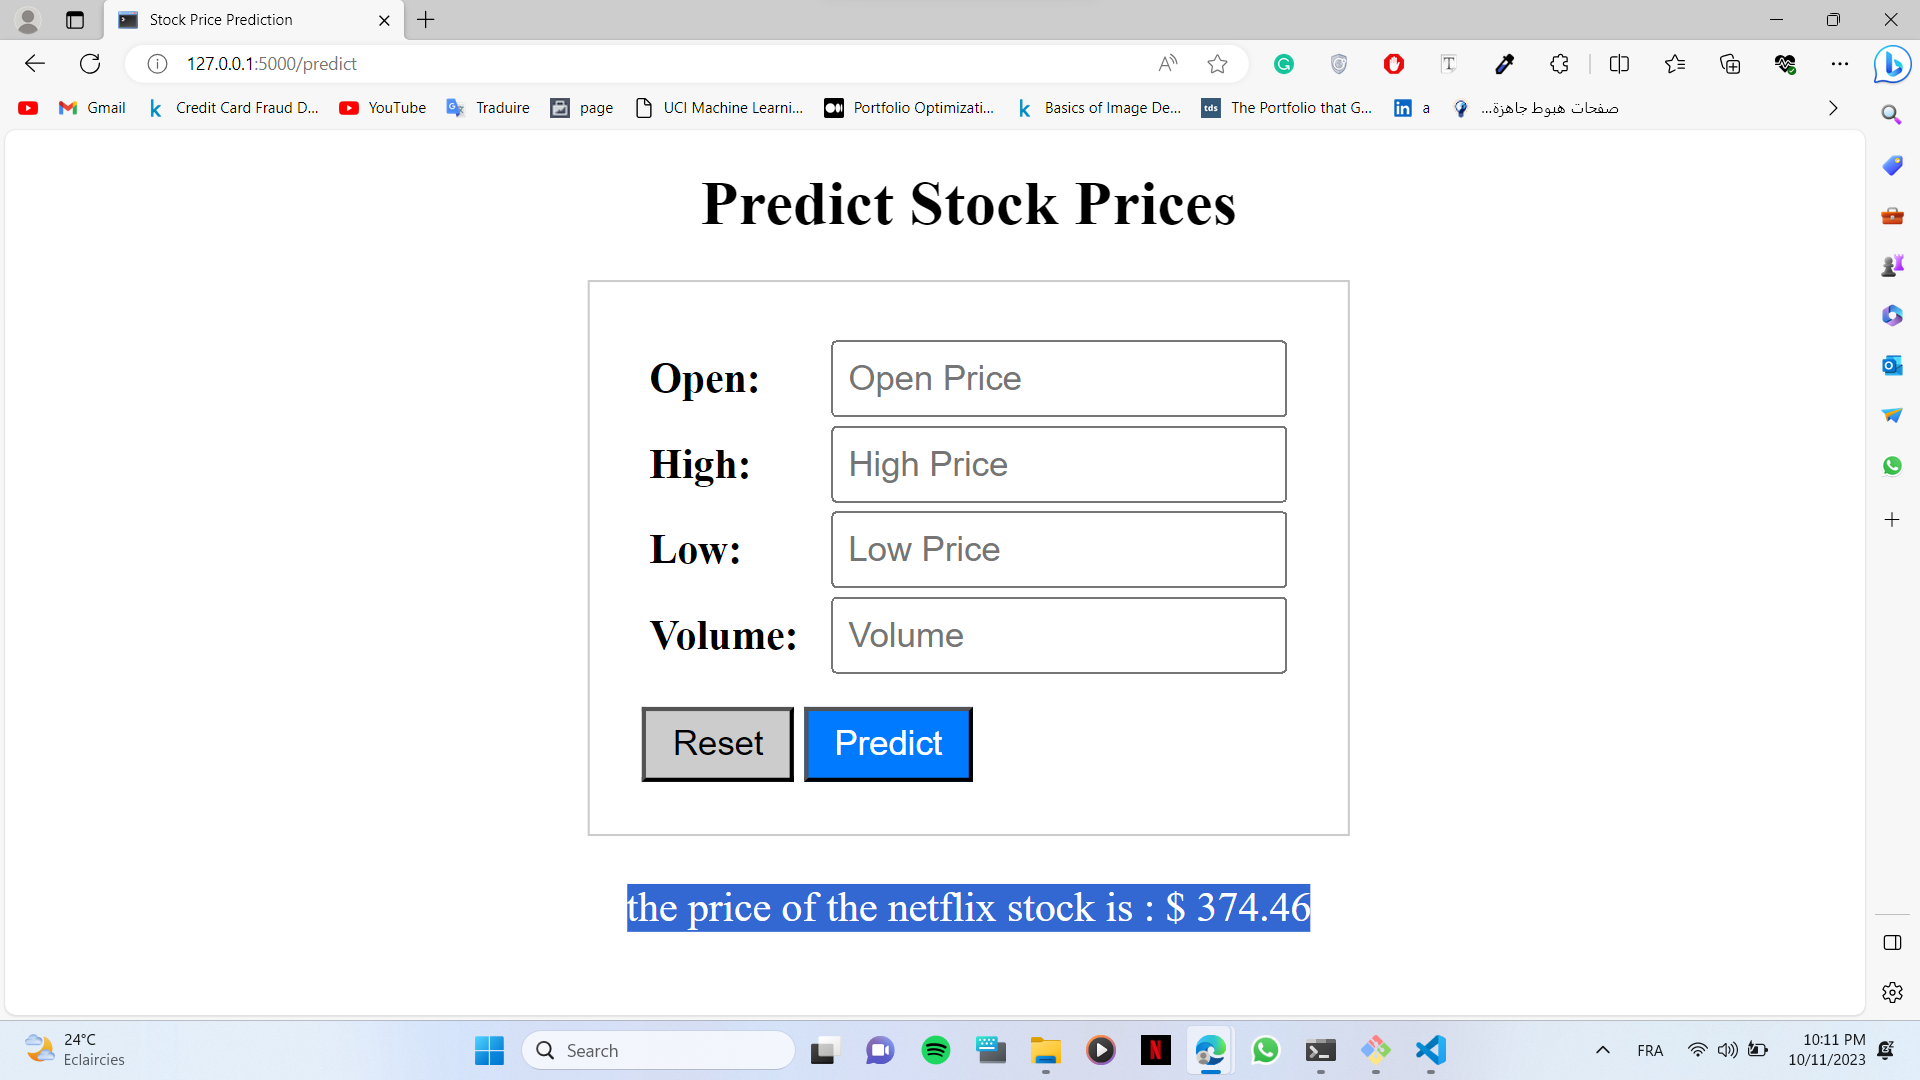 Stock Price Prediction
127.0.0.1:5000/predict
Gmail
Credit Card Fraud D...
YouTube
Traduire
page
UCI Machine Learni...
Portfolio Optimizati...
Basics of Image De...
tds
The Portfolio that G...
in
a
صفحات هبوط جاهزة...
Predict Stock Prices
Open:
Open Price
High:
High Price
Low:
Low Price
Volume:
Volume
Reset
Predict
the price of the netflix stock is : $ 374.46
24°C
Eclaircies
Search
FRA
10:11 PM
10/11/2023